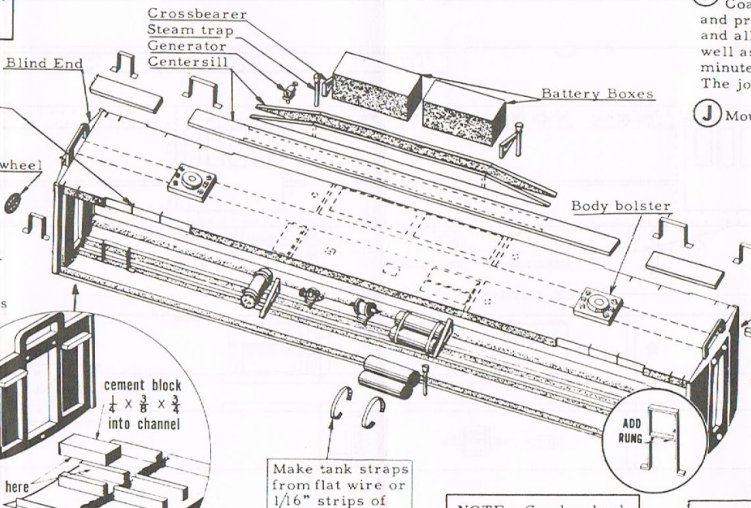 Crossbearer
Steam trap
Generator
Centersill
Blind End
Battery Boxes
wheel
Body bolster
Coa
and pr
and all
well as
minute
The jo
J Mou
s
cement block
1/4 x 3/8 x 3/4
into channel
here
ADD
RUNG
Make tank straps
from flat wire or
1/16" strips of